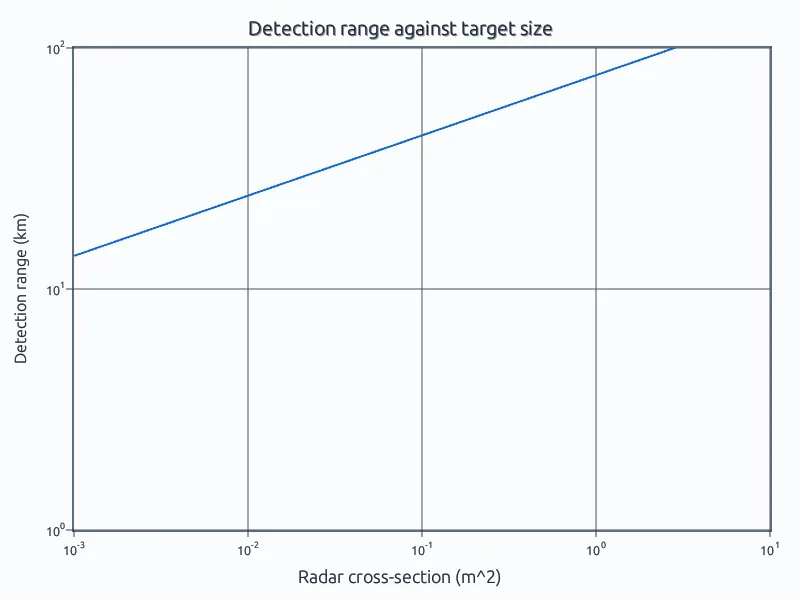 Detection range against target size
10^2
10^1
10^0
Detection range (km)
10^-3
10^-2
10^-1
10^0
10^1
Radar cross-section (m^2)